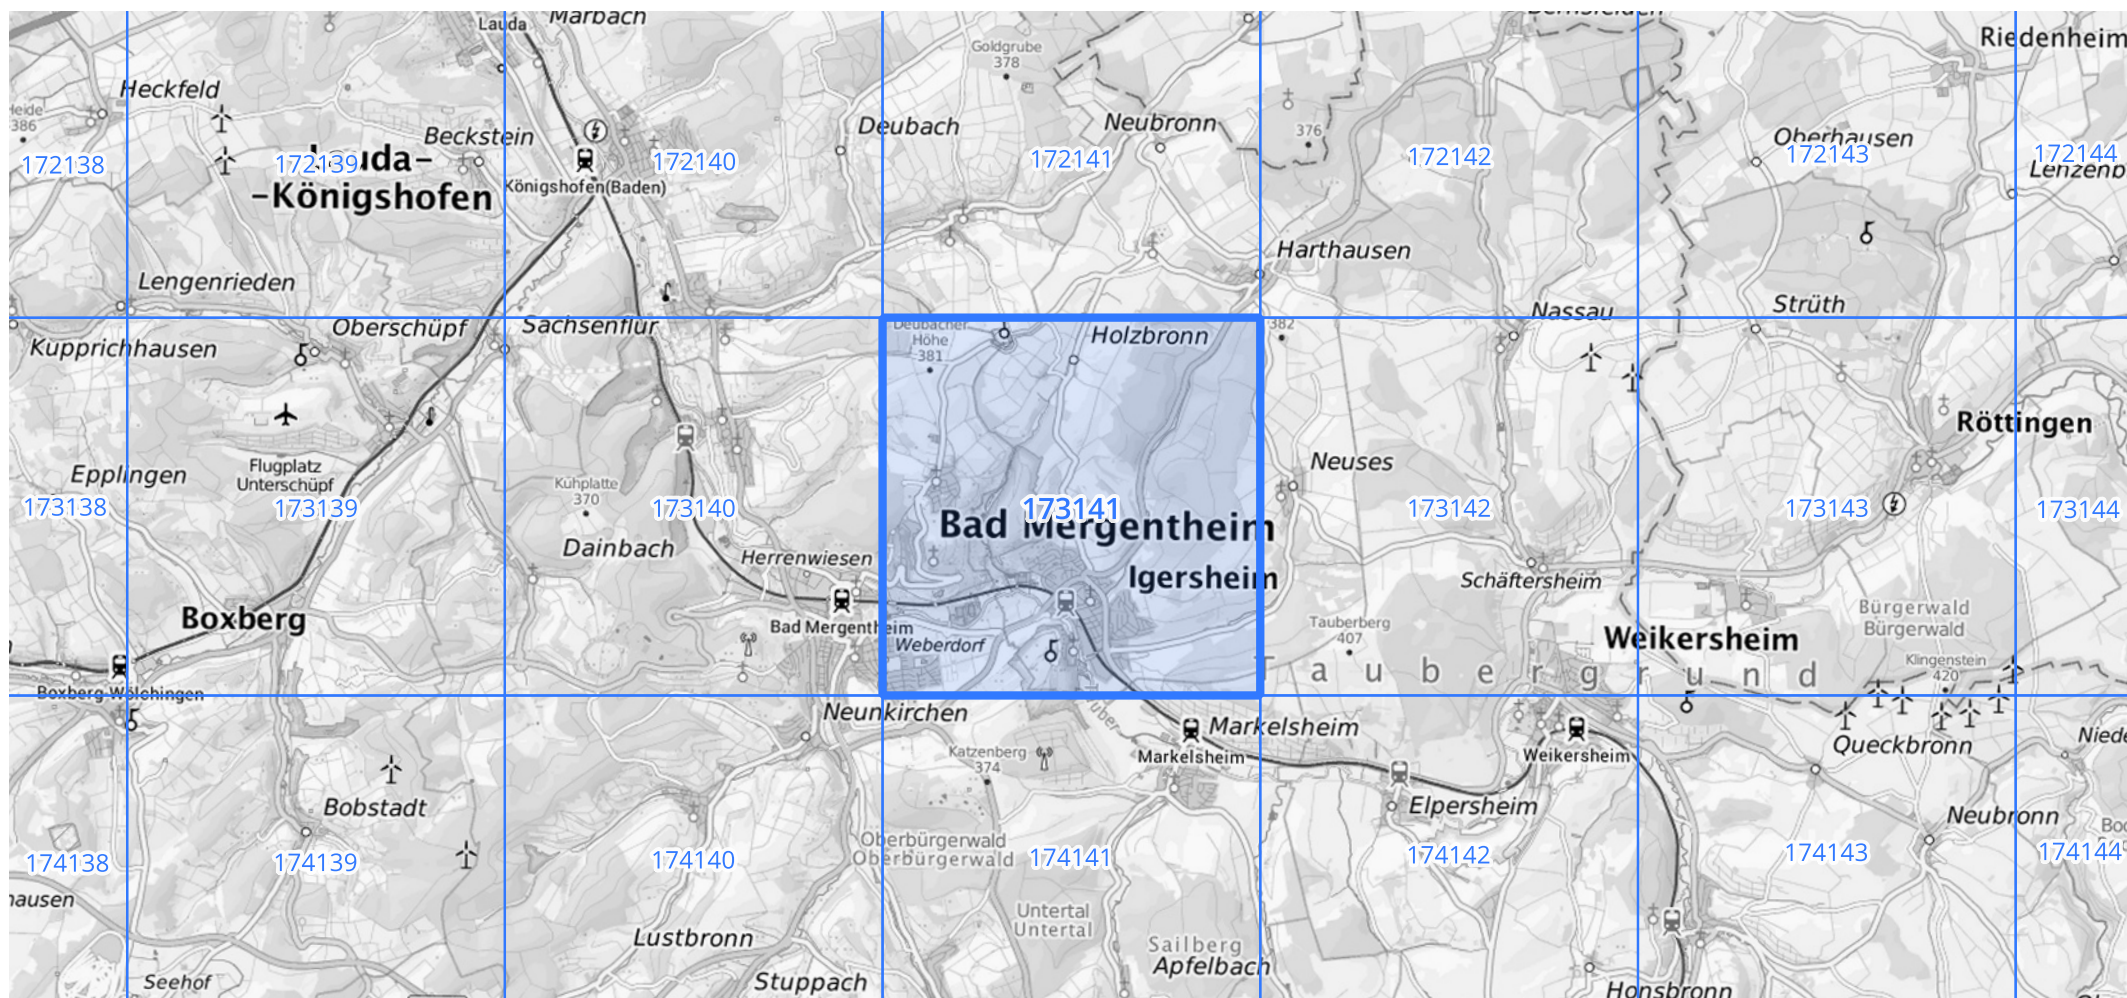 Lauda
Marbach
Bernsfelden
Riedenheim
Goldgrube
378
Heckfeld
Heide
386
Beckstein
Deubach
Neubronn
376
Oberhausen
172138
172139
Lauda-
172140
172141
172142
172143
172144
-Königshofen
Königshofen(Baden)
Lenzenb
Harthausen
Lengenrieden
Nassau
Strüth
Oberschüpf
Sachsenflur
Deubacher
Höhe
381
Holzbronn
382
Kupprichhausen
Röttingen
Epplingen
Flugplatz
Unterschüpf
Kühplatte
370
Neuses
173138
173139
173140
173141
173142
173143
173144
Bad Mergentheim
Dainbach
Herrenwiesen
Igersheim
Schäftersheim
Boxberg
Bad Mergentheim
Weberdorf
Tauberberg
407
Weikersheim
Bürgerwald
Bürgerwald
Klingenstein
420
Taubergrund
Boxberg-Wölchingen
Neunkirchen
Tauber
Markelsheim
Markelsheim
Weikersheim
Queckbronn
Niede
Katzenberg
374
Bobstadt
Elpersheim
Neubronn
Oberbürgerwald
Oberbürgerwald
174138
174139
174140
174141
174142
174143
174144
hausen
Untertal
Untertal
Lustbronn
Sailberg
Apfelbach
Seehof
Stuppach
Honsbronn